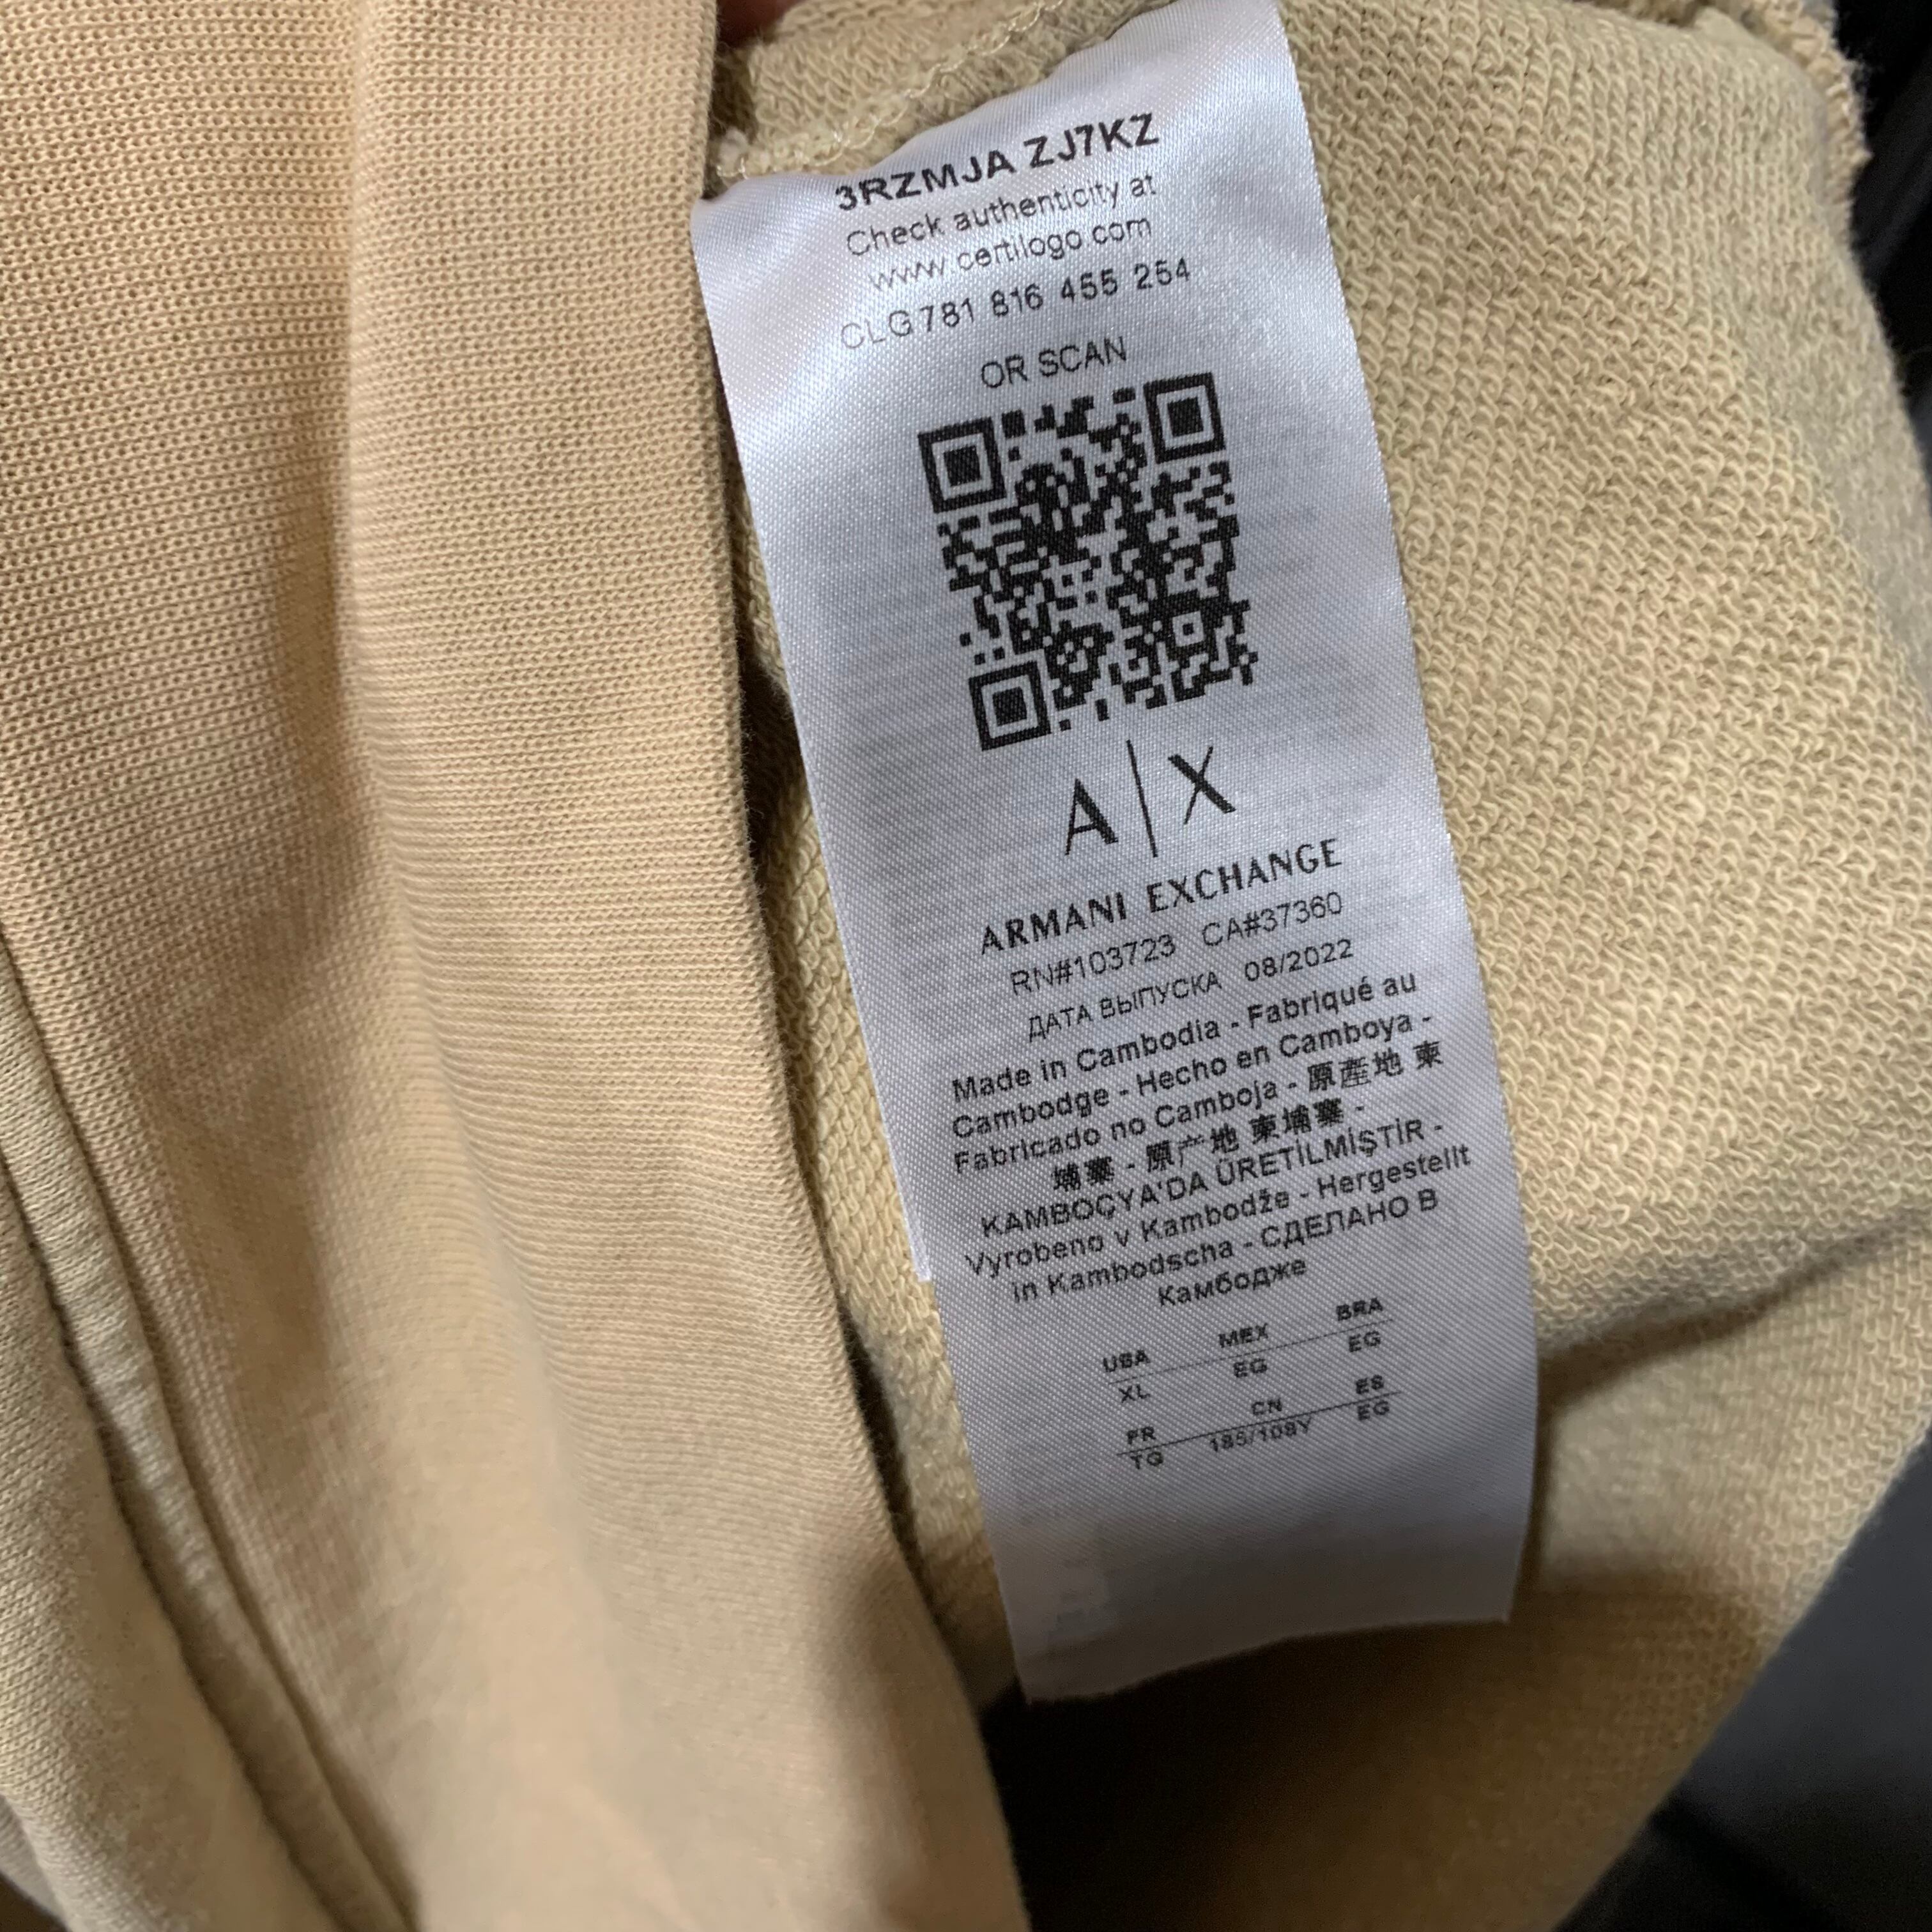 3RZMJA ZJ7KZ
Check authenticity at
www.certilogo.com
CLG 781 816 455 254
OR SCAN
A|X
ARMANI EXCHANGE
RN#103723 CA#37360
ДАТА ВЫПУСКА 08/2022
Made in Cambodia - Fabriqué au
Cambodge - Hecho en Camboya -
Fabricado no Camboja - 原產地 柬
埔寨 - 原产地 柬埔寨 -
KAMBOÇYA'DA ÜRETİLMİŞTİR -
Vyrobeno v Kambodže - Hergestellt
in Kambodscha - СДЕЛАНО В
Камбодже
USA MEX BRA
XL EG EG
FR CN ES
TG 185/108Y EG